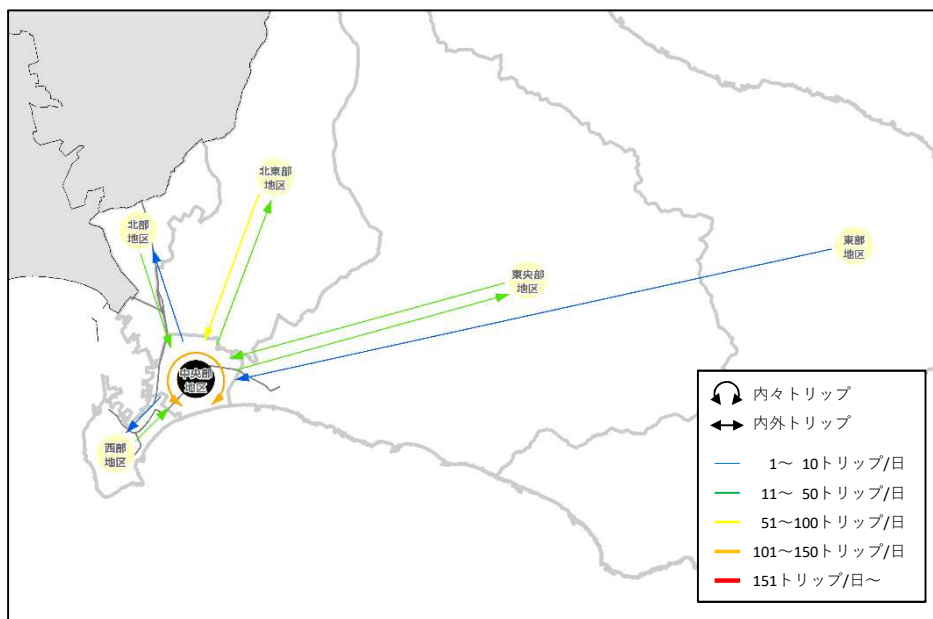 北東部
地区
北部
地区
東部
地区
東央部
地区
中央部
地区
西部
地区
内々トリップ
内外トリップ
1～ 10トリップ/日
11～ 50トリップ/日
51～100トリップ/日
101～150トリップ/日
151トリップ/日～